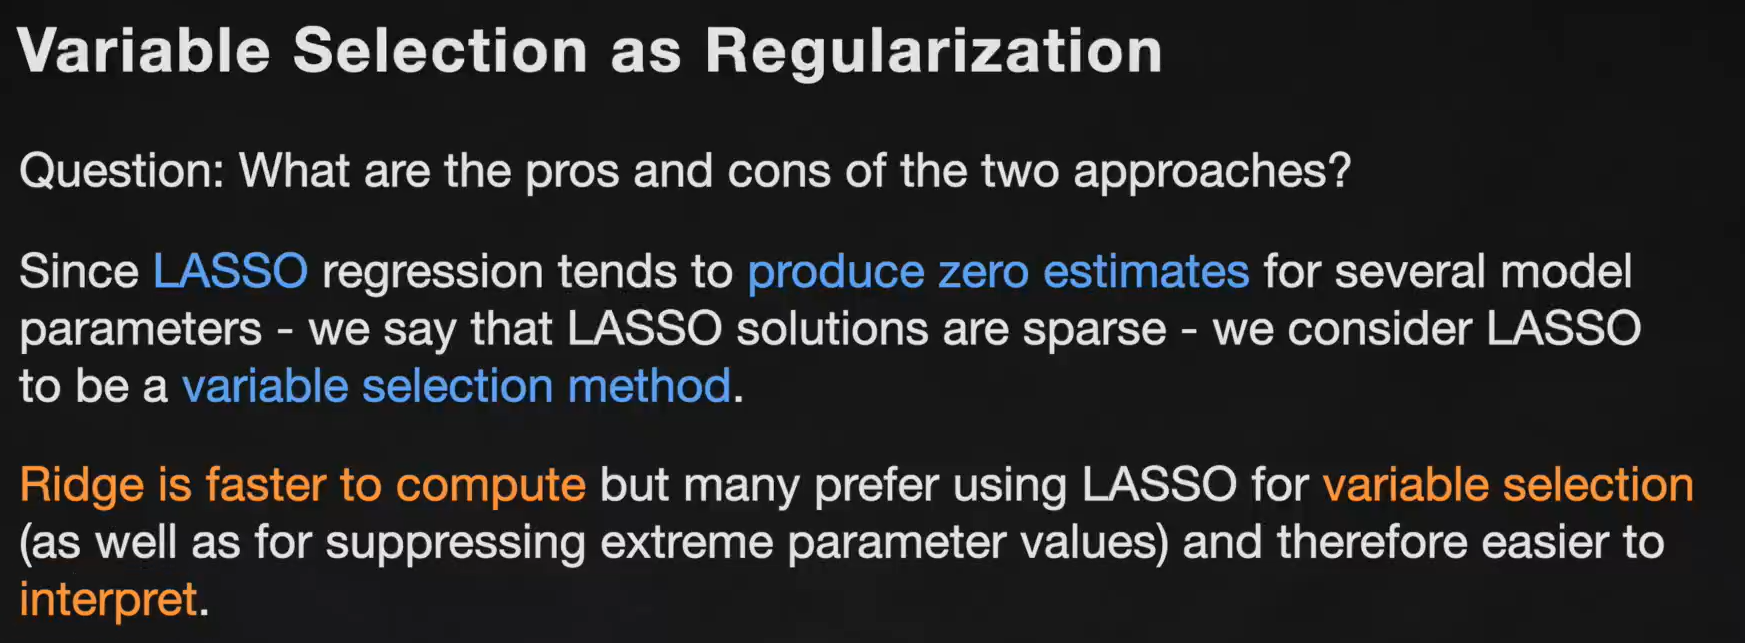 Variable Selection as Regularization
Question: What are the pros and cons of the two approaches?
Since LASSO regression tends to produce zero estimates for several model
parameters - we say that LASSO solutions are sparse - we consider LASSO
to be a variable selection method.
Ridge is faster to compute but many prefer using LASSO for variable selection
(as well as for suppressing extreme parameter values) and therefore easier to
interpret.